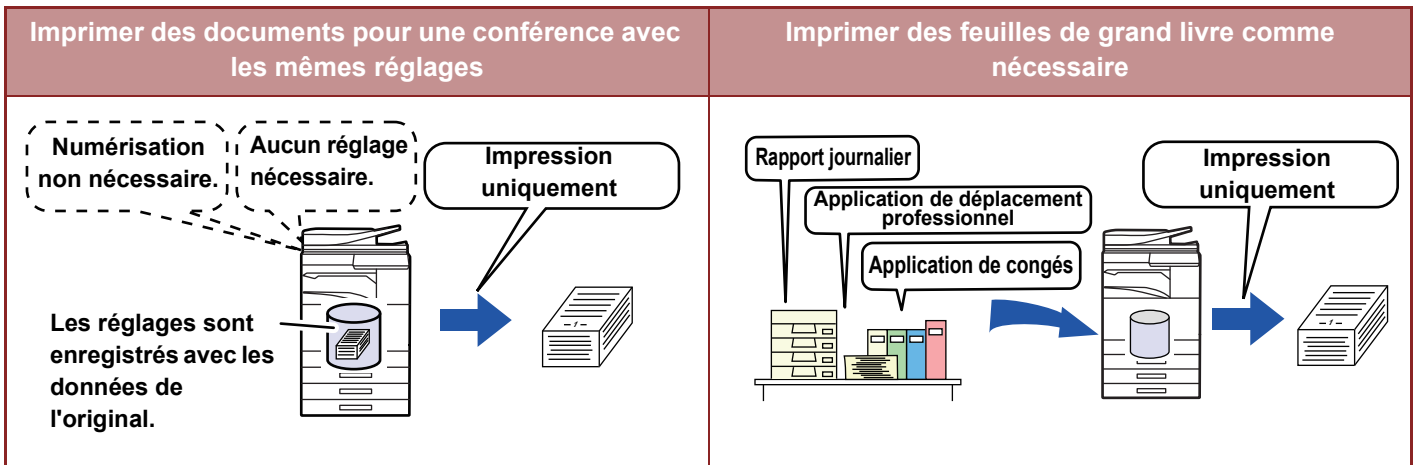 Imprimer des documents pour une conférence avec
les mêmes réglages
Imprimer des feuilles de grand livre comme
nécessaire
Numérisation
non nécessaire.
Aucun réglage
nécessaire.
Impression
uniquement
Les réglages sont
enregistrés avec les
données de
l'original.
-1-
Rapport journalier
Application de déplacement
professionnel
Application de congés
Impression
uniquement
-1-